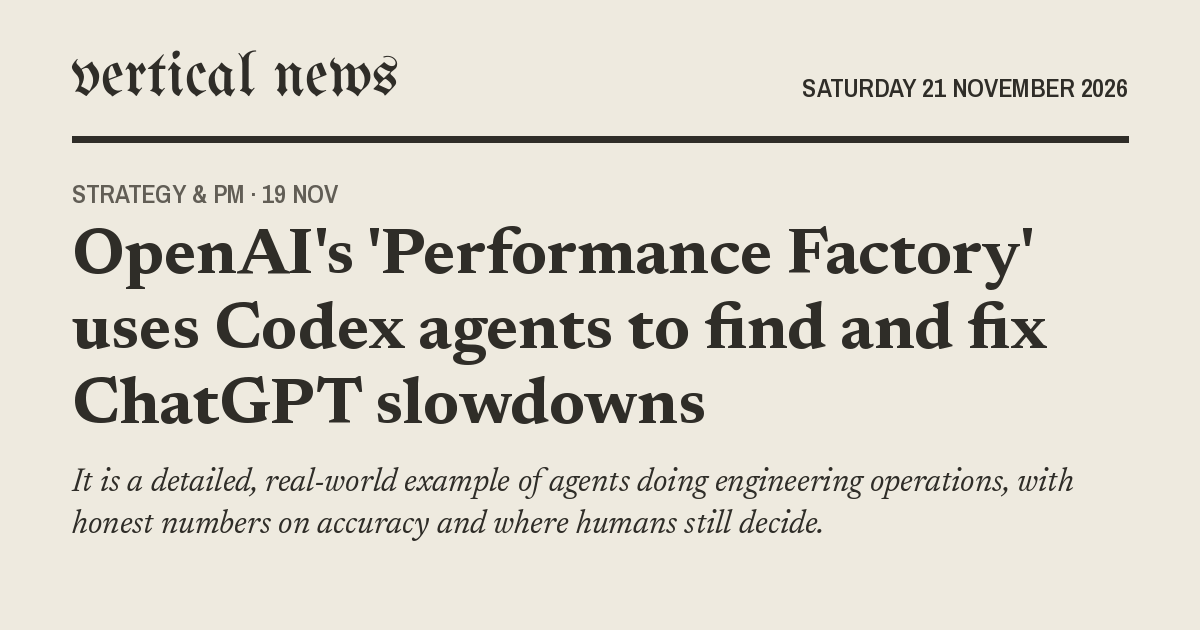 vertical news
SATURDAY 21 NOVEMBER 2026
STRATEGY & PM · 19 NOV
OpenAI's 'Performance Factory'
uses Codex agents to find and fix
ChatGPT slowdowns
It is a detailed, real-world example of agents doing engineering operations, with
honest numbers on accuracy and where humans still decide.